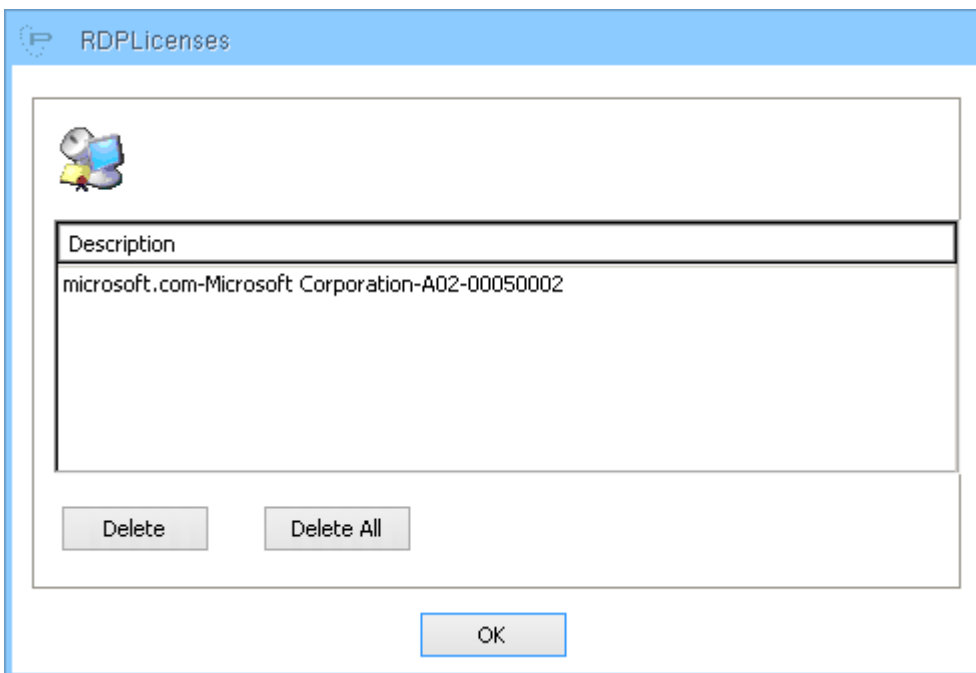 RDPLicenses
Description
microsoft.com-Microsoft Corporation-A02-00050002
Delete
Delete All
OK